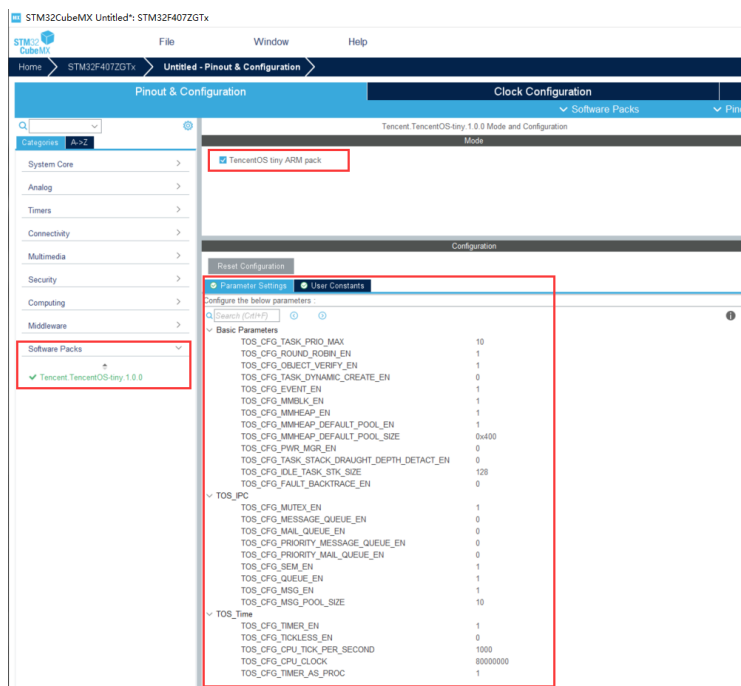 MX STM32CubeMX Untitled*: STM32F407ZGTx
STM32 CubeMX File Window Help
Home STM32F407ZGTx Untitled - Pinout & Configuration
Pinout & Configuration Clock Configuration
Software Packs Pin
Tencent.TencentOS-tiny.1.0.0 Mode and Configuration
Categories A->Z
Mode
System Core
TencentOS tiny ARM pack
Analog
Timers
Connectivity
Multimedia
Security
Computing
Middleware
Software Packs
Tencent.TencentOS-tiny.1.0.0
Configuration
Reset Configuration
Parameter Settings User Constants
Configure the below parameters :
Search (Crtl+F)
Basic Parameters
TOS_CFG_TASK_PRIO_MAX 10
TOS_CFG_ROUND_ROBIN_EN 1
TOS_CFG_OBJECT_VERIFY_EN 1
TOS_CFG_TASK_DYNAMIC_CREATE_EN 0
TOS_CFG_EVENT_EN 1
TOS_CFG_MMBLK_EN 1
TOS_CFG_MMHEAP_EN 1
TOS_CFG_MMHEAP_DEFAULT_POOL_EN 1
TOS_CFG_MMHEAP_DEFAULT_POOL_SIZE 0x400
TOS_CFG_PWR_MGR_EN 0
TOS_CFG_TASK_STACK_DRAUGHT_DEPTH_DETACT_EN 0
TOS_CFG_IDLE_TASK_STK_SIZE 128
TOS_CFG_FAULT_BACKTRACE_EN 0
TOS_IPC
TOS_CFG_MUTEX_EN 1
TOS_CFG_MESSAGE_QUEUE_EN 0
TOS_CFG_MAIL_QUEUE_EN 0
TOS_CFG_PRIORITY_MESSAGE_QUEUE_EN 0
TOS_CFG_PRIORITY_MAIL_QUEUE_EN 0
TOS_CFG_SEM_EN 1
TOS_CFG_QUEUE_EN 1
TOS_CFG_MSG_EN 1
TOS_CFG_MSG_POOL_SIZE 10
TOS_Time
TOS_CFG_TIMER_EN 1
TOS_CFG_TICKLESS_EN 0
TOS_CFG_CPU_TICK_PER_SECOND 1000
TOS_CFG_CPU_CLOCK 80000000
TOS_CFG_TIMER_AS_PROC 1